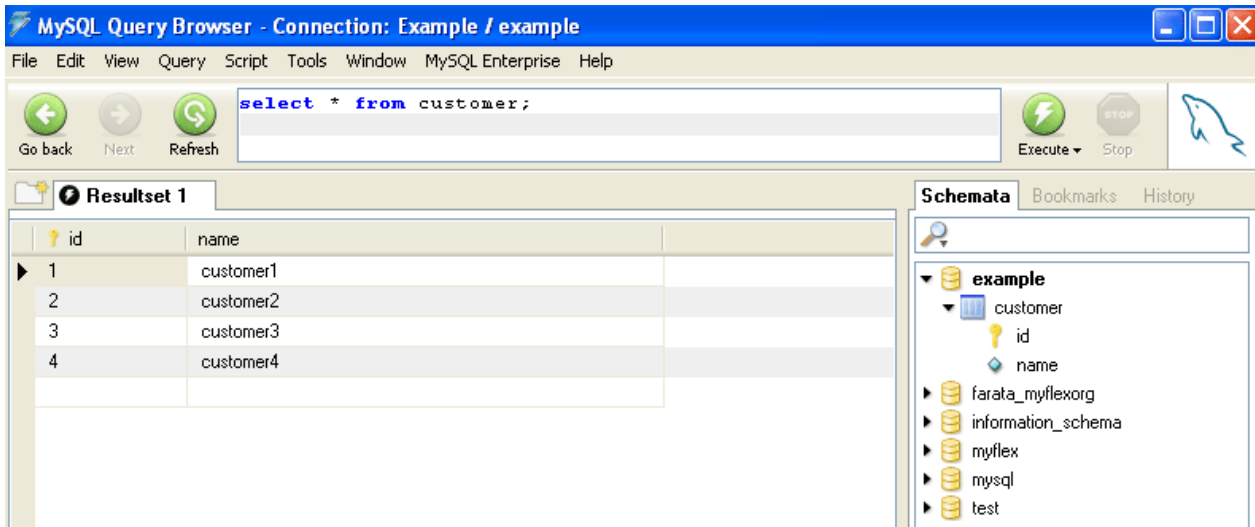 MySQL Query Browser - Connection: Example / example
File Edit View Query Script Tools Window MySQL Enterprise Help
select * from customer;
Go back Next Refresh Execute STOP Stop
Resultset 1
id name
1 customer1
2 customer2
3 customer3
4 customer4
Schemata Bookmarks History
example
customer
id
name
farata_myflexorg
information_schema
myflex
mysql
test